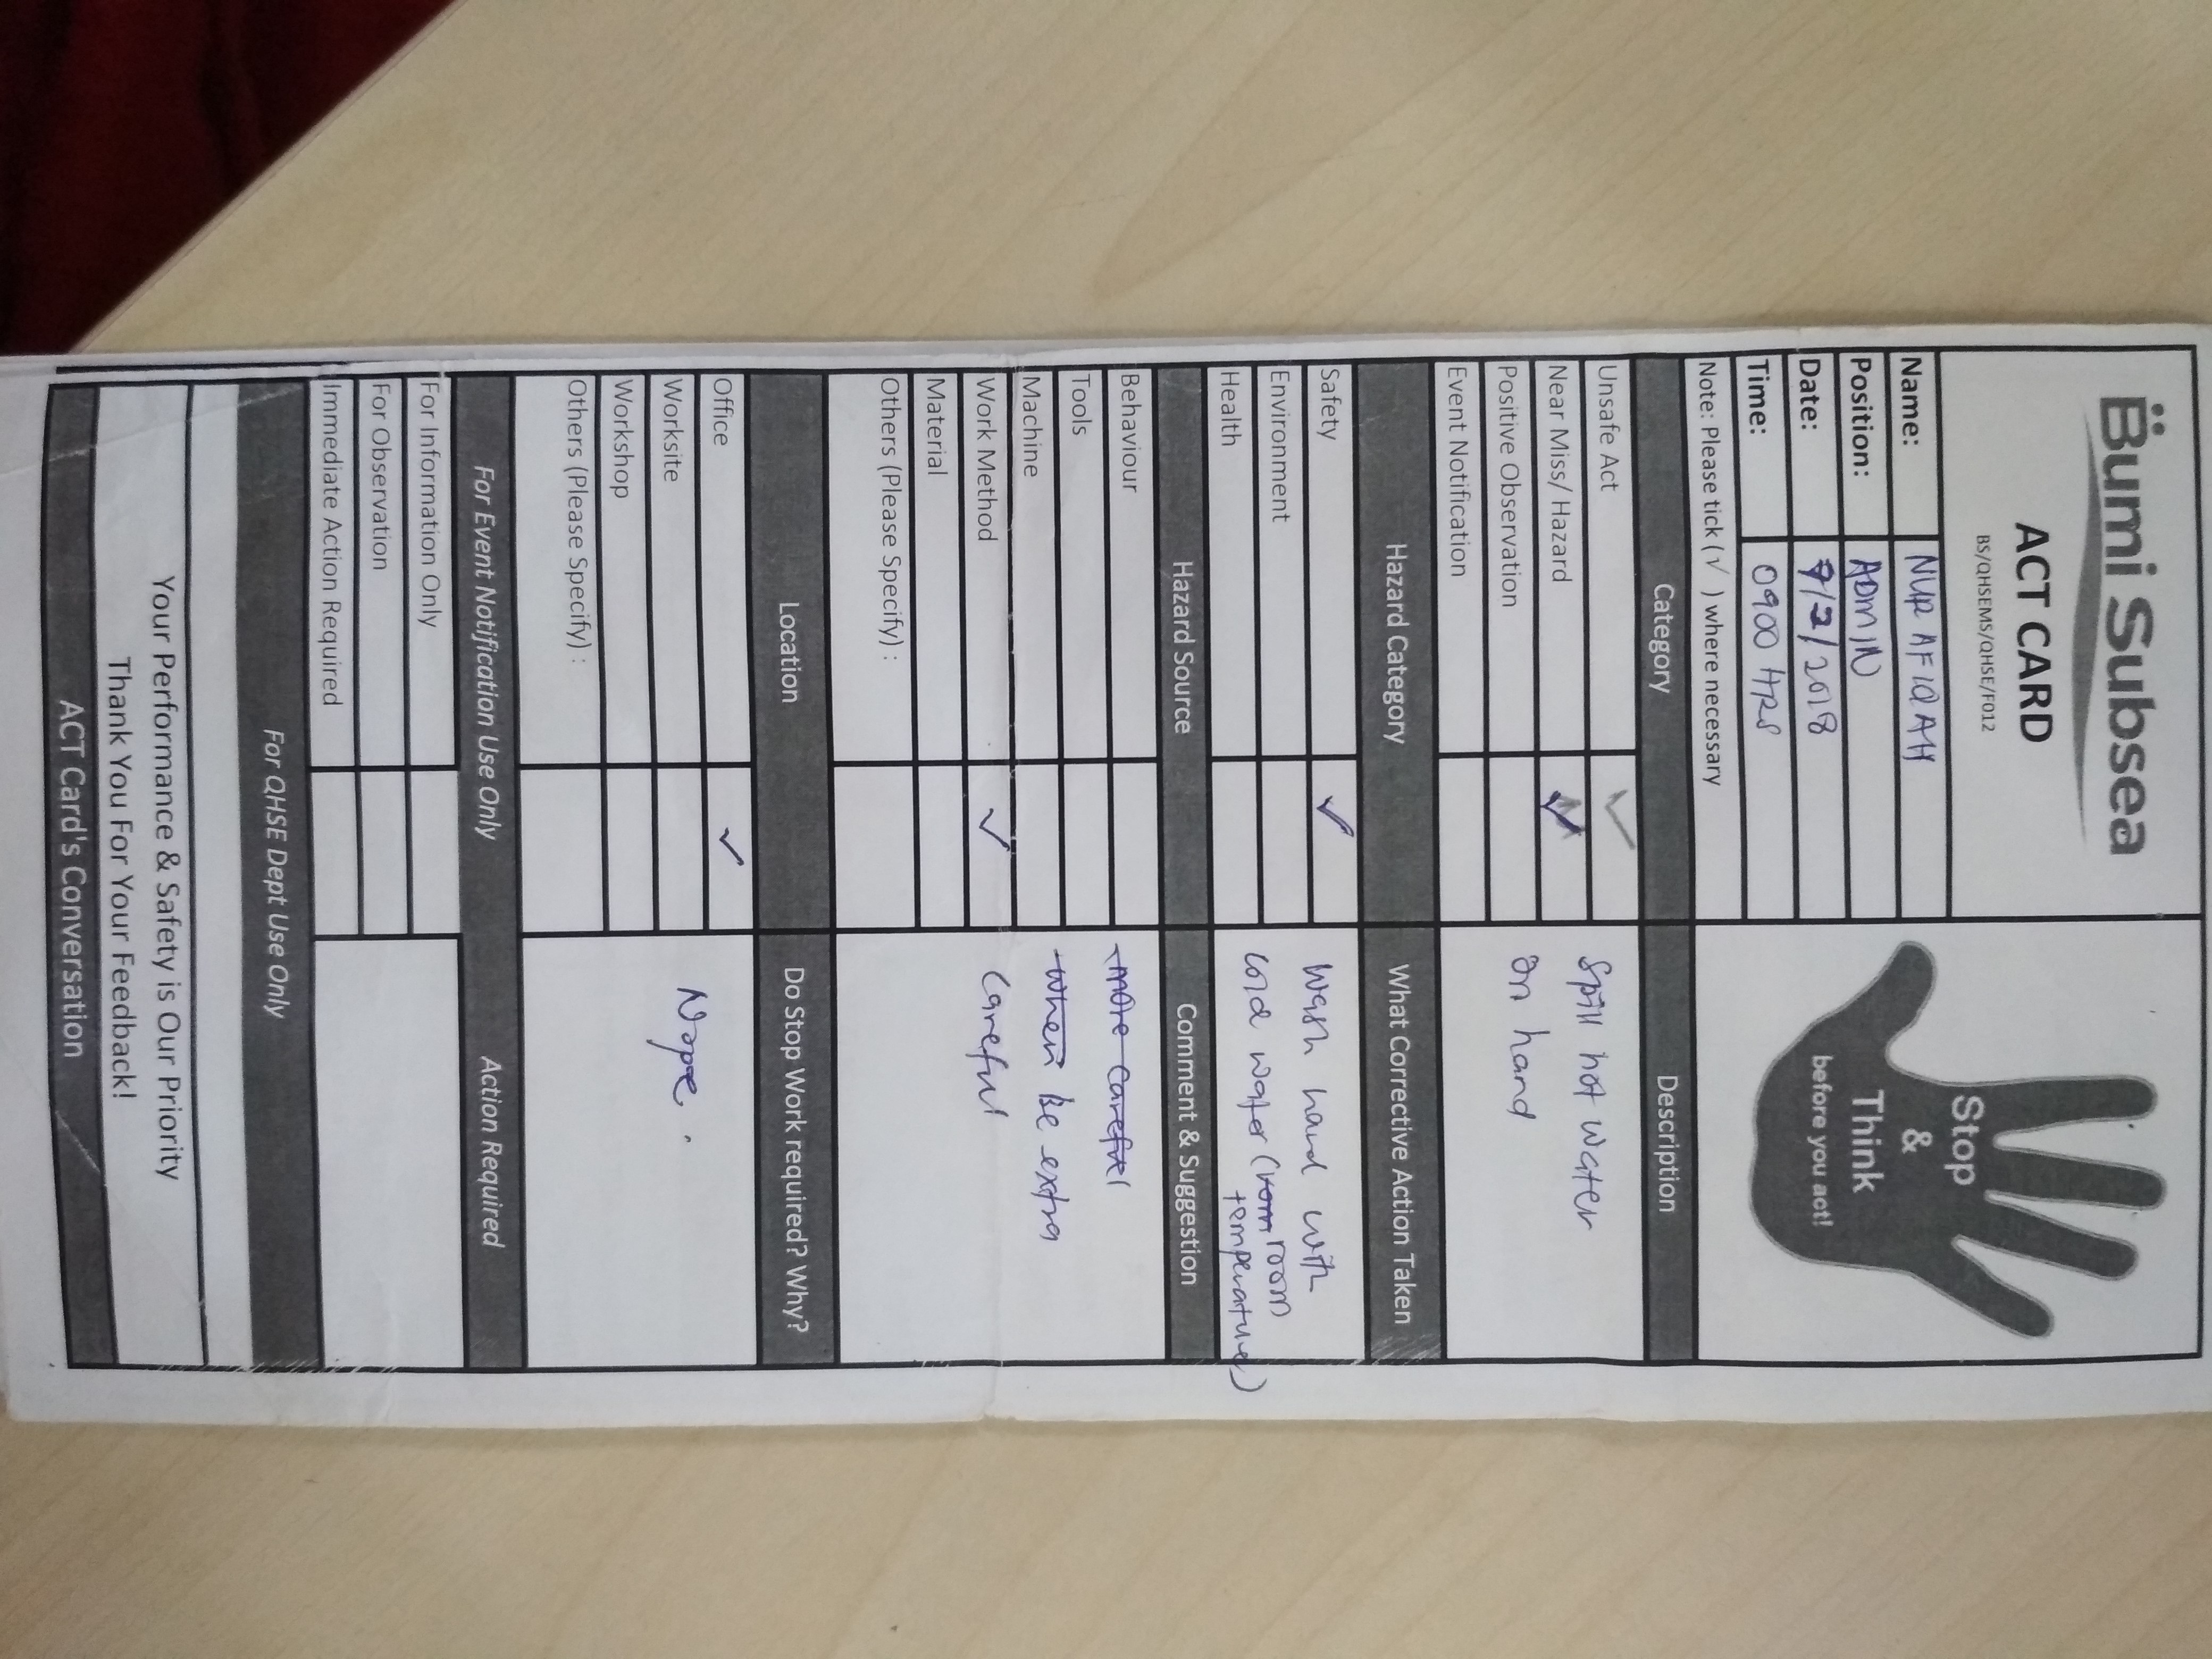 Bumi Subsea
ACT CARD
BS/QHSEMS/QHSE/F012
Stop
&
Think
before you act!
Name: NUR AFIQAH
Position: ADMIN
Date: 7/2/2018
Time: 0900 HRS
Note: Please tick (√ ) where necessary
Category Description
Unsafe Act ✓
Near Miss/ Hazard ✓
Positive Observation
Event Notification
Spill hot water
on hand
Hazard Category What Corrective Action Taken
Safety ✓
Environment
Health
Wash hand with
cold water (room room
temperature)
Hazard Source Comment & Suggestion
Behaviour
Tools
Machine
Work Method ✓
Material
Others (Please Specify) :
more careful
when Be extra
careful
Location Do Stop Work required? Why?
Office ✓
Worksite
Workshop
Others (Please Specify) :
Nope.
For Event Notification Use Only Action Required
For Information Only
For Observation
Immediate Action Required
For QHSE Dept Use Only
Your Performance & Safety is Our Priority
Thank You For Your Feedback!
ACT Card's Conversation